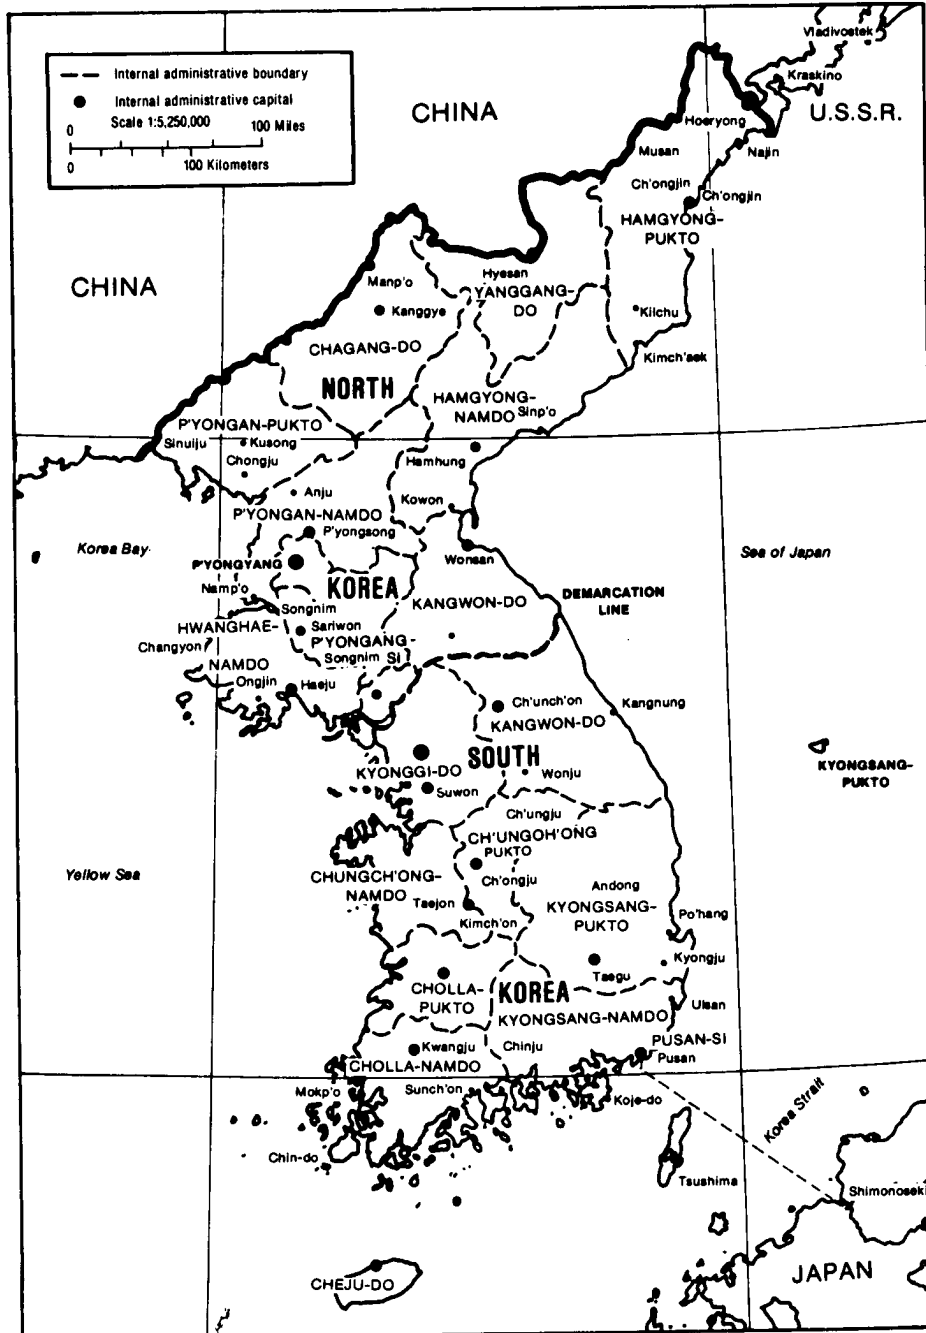 Vladivostek
Internal administrative boundary
Kraskino
Internal administrative capital
CHINA
U.S.S.R.
Scale 1:5,250,000
0
100 Miles
Hoeryong
0
100 Kilometers
Musan
Najin
Ch'ongjin
Ch'ongjin
HAMGYONG-
PUKTO
CHINA
Manp'o
Hyesan
YANGGANG-
DO
Kanggye
Kilchu
CHAGANG-DO
Kimch'aek
NORTH
HAMGYONG-
NAMDO
Sinp'o
P'YONGAN-PUKTO
Sinuiju
Kusong
Chongju
Hamhung
Anju
Kowon
P'YONGAN-NAMDO
P'yongsong
Korea Bay
Wonsan
Sea of Japan
P'YONGYANG
Namp'o
KOREA
KANGWON-DO
DEMARCATION
LINE
Songnim
HWANGHAE-
Sariwon
Changyon
P'YONGANG-
SI
Songnim
NAMDO
Ongjin
Haeju
Ch'unch'on
Kangnung
KANGWON-DO
SOUTH
KYONGGI-DO
Wonju
KYONGSANG-
PUKTO
Suwon
Ch'ungju
CH'UNGOH'ONG
PUKTO
Yellow Sea
CHUNGCH'ONG-
NAMDO
Ch'ongju
Andong
Taejon
KYONGSANG-
PUKTO
Kimch'on
Po'hang
Kyongju
Taegu
CHOLLA-
PUKTO
KOREA
Ulsan
KYONGSANG-NAMDO
PUSAN-SI
Kwangju
Chinju
Pusan
CHOLLA-NAMDO
Mokp'o
Sunch'on
Koje-do
Korea Strait
Chin-do
Tsushima
Shimonoseki
JAPAN
CHEJU-DO